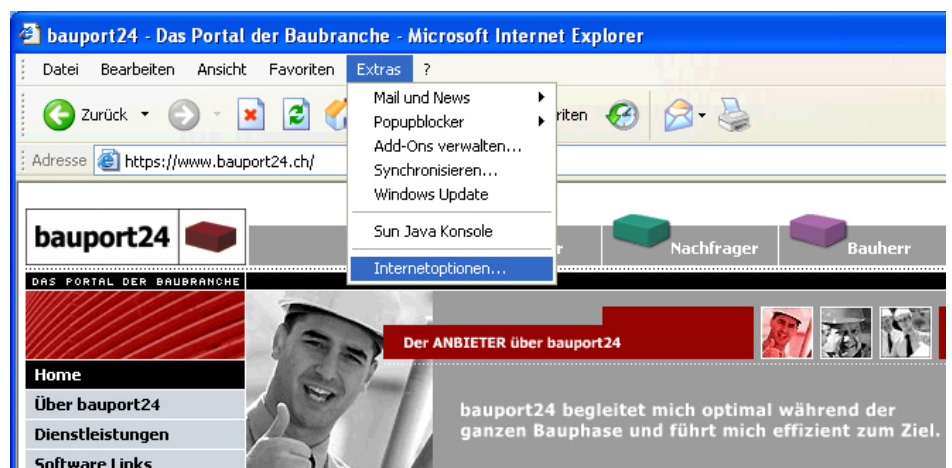 bauport24 - Das Portal der Baubranche - Microsoft Internet Explorer
Datei Bearbeiten Ansicht Favoriten Extras ?
Mail und News
Popupblocker
Add-Ons verwalten...
Synchronisieren...
Windows Update
Sun Java Konsole
Internetoptionen...
Zurück
riten
Adresse https://www.bauport24.ch/
bauport24
Nachfrager Bauherr
DAS PORTAL DER BAUBRANCHE
Der ANBIETER über bauport24
Home
Über bauport24
Dienstleistungen
Software Links
bauport24 begleitet mich optimal während der
ganzen Bauphase und führt mich effizient zum Ziel.